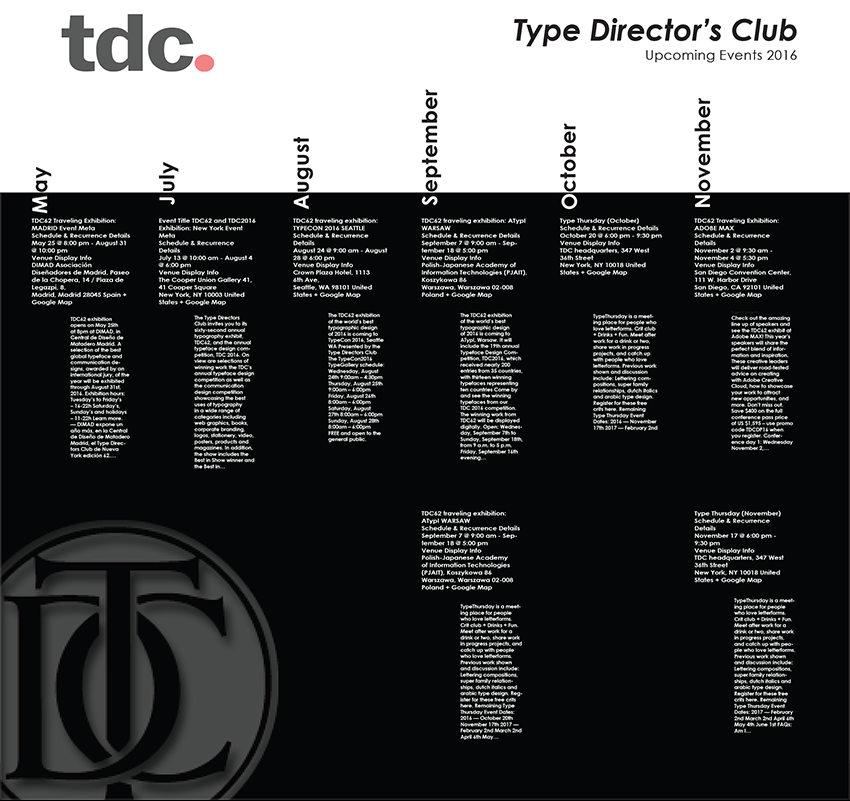 tdc.
Type Director's Club
Upcoming Events 2016
May
TDC62 Traveling Exhibition:
MADRID Event Meta
Schedule & Recurrence Details
May 25 @ 8:00 pm - August 31
@ 10:00 pm
Venue Display Info
DIMAD Asociación
Diseñadores de Madrid, Paseo
de la Chopera, 14 / Plaza de
Legazpi, 8,
Madrid, Madrid 28045 Spain +
Google Map
TDC62 exhibition
opens on May 25th
at 8pm at DIMAD, in
Central de Diseño de
Matadero Madrid. A
selection of the best
global typeface and
communication de-
signs, awarded by an
international jury, of the
year will be exhibited
through August 31st,
2016. Exhibition hours:
Tuesday's to Friday's
– 16-22h Saturday's,
Sunday's and holidays
– 11-22h Learn more.
— DIMAD expone un
año más, en la Central
de Diseño de Matadero
Madrid, el Type Direc-
tors Club de Nueva
York edición 62....
July
Event Title TDC62 and TDC2016
Exhibition: New York Event
Meta
Schedule & Recurrence
Details
July 13 @ 10:00 am - August 4
@ 6:00 pm
Venue Display Info
The Cooper Union Gallery 41,
41 Cooper Square
New York, NY 10003 United
States + Google Map
The Type Directors
Club invites you to its
sixty-second annual
typography exhibit,
TDC62, and the annual
typeface design com-
petition, TDC 2016. On
view are selections of
winning work the TDC's
annual typeface design
competition as well as
the communication
design competition
showcasing the best
uses of typography
in a wide range of
categories including
web graphics, books,
corporate branding,
logos, stationery, video,
posters, products and
magazines. In addition,
the show includes the
Best in Show winner and
the Best in...
August
TDC62 traveling exhibition:
TYPECON 2016 SEATTLE
Schedule & Recurrence
Details
August 24 @ 9:00 am - August
28 @ 6:00 pm
Venue Display Info
Crown Plaza Hotel, 1113
6th Ave,
Seattle, WA 98101 United
States + Google Map
The TDC62 exhibition
of the world's best
typographic design
of 2016 is coming to
TypeCon 2016, Seattle
WA Presented by the
Type Directors Club
The TypeCon2016
TypeGallery schedule:
Wednesday, August
24th 9:00am – 4:30pm
Thursday, August 25th
9:00am – 6:00pm
Friday, August 26th
8:00am – 6:00pm
Saturday, August
27th 8:00am – 6:00pm
Sunday, August 28th
8:00am – 6:00pm
FREE and open to the
general public.
September
TDC62 traveling exhibition: ATypI
WARSAW
Schedule & Recurrence Details
September 7 @ 9:00 am - Sep-
tember 18 @ 5:00 pm
Venue Display Info
Polish-Japanese Academy of
Information Technologies (PJAIT),
Koszykowa 86
Warszawa, Warszawa 02-008
Poland + Google Map
The TDC62 exhibition
of the world's best
typographic design
of 2016 is coming to
ATypI, Warsaw. It will
include the 19th annual
Typeface Design Com-
petition, TDC2016, which
received nearly 200
entries from 35 countries,
with thirteen winning
typefaces representing
ten countries Come by
and see the winning
typefaces from our
TDC 2016 competition.
The winning work from
TDC62 will be displayed
digitally. Open: Wednes-
day, September 7th to
Sunday, September 18th,
from 9 a.m. to 5 p.m.
Friday, September 16th
evening...
TDC62 traveling exhibition:
ATypI WARSAW
Schedule & Recurrence Details
September 7 @ 9:00 am - Sep-
tember 18 @ 5:00 pm
Venue Display Info
Polish-Japanese Academy
of Information Technologies
(PJAIT), Koszykowa 86
Warszawa, Warszawa 02-008
Poland + Google Map
TypeThursday is a meet-
ing place for people
who love letterforms.
Crit club + Drinks + Fun.
Meet after work for a
drink or two, share work
in progress projects, and
catch up with people
who love letterforms.
Previous work shown
and discussion include:
Lettering compositions,
super family relation-
ships, dutch italics and
arabic type design. Reg-
ister for these free crits
here. Remaining Type
Thursday Event Dates:
2016 — October 20th
November 17th 2017 —
February 2nd March 2nd
April 6th May...
October
Type Thursday (October)
Schedule & Recurrence Details
October 20 @ 6:00 pm - 9:30 pm
Venue Display Info
TDC headquarters, 347 West
36th Street
New York, NY 10018 United
States + Google Map
TypeThursday is a meet-
ing place for people who
love letterforms. Crit club
+ Drinks + Fun. Meet after
work for a drink or two,
share work in progress
projects, and catch up
with people who love
letterforms. Previous work
shown and discussion
include: Lettering com-
positions, super family
relationships, dutch italics
and arabic type design.
Register for these free
crits here. Remaining
Type Thursday Event
Dates: 2016 — November
17th 2017 — February 2nd
November
TDC62 Traveling Exhibition:
ADOBE MAX
Schedule & Recurrence
Details
November 2 @ 9:30 am -
November 4 @ 5:30 pm
Venue Display Info
San Diego Convention Center,
111 W. Harbor Drive
San Diego, CA 92101 United
States + Google Map
Check out the amazing
line up of speakers and
see the TDC62 exhibit at
Adobe MAX! This year's
speakers will share the
perfect blend of infor-
mation and inspiration.
These creative leaders
will deliver road-tested
advice on creating
with Adobe Creative
Cloud, how to showcase
your work to attract
new opportunities, and
more. Don't miss out.
Save $400 on the full
conference pass price
of US $1,595 – use promo
code TDCDP16 when
you register. Confer-
ence day 1: Wednesday
November 2,...
Type Thursday (November)
Schedule & Recurrence
Details
November 17 @ 6:00 pm -
9:30 pm
Venue Display Info
TDC headquarters, 347 West
36th Street
New York, NY 10018 United
States + Google Map
TypeThursday is a meet-
ing place for people
who love letterforms.
Crit club + Drinks + Fun.
Meet after work for a
drink or two, share work
in progress projects, and
catch up with peo-
ple who love letterforms.
Previous work shown
and discussion include:
Lettering compositions,
super family relation-
ships, dutch italics and
arabic type design.
Register for these free
crits here. Remaining
Type Thursday Event
Dates: 2017 — February
2nd March 2nd April 6th
May 4th June 1st FAQs:
Am I...
TDC